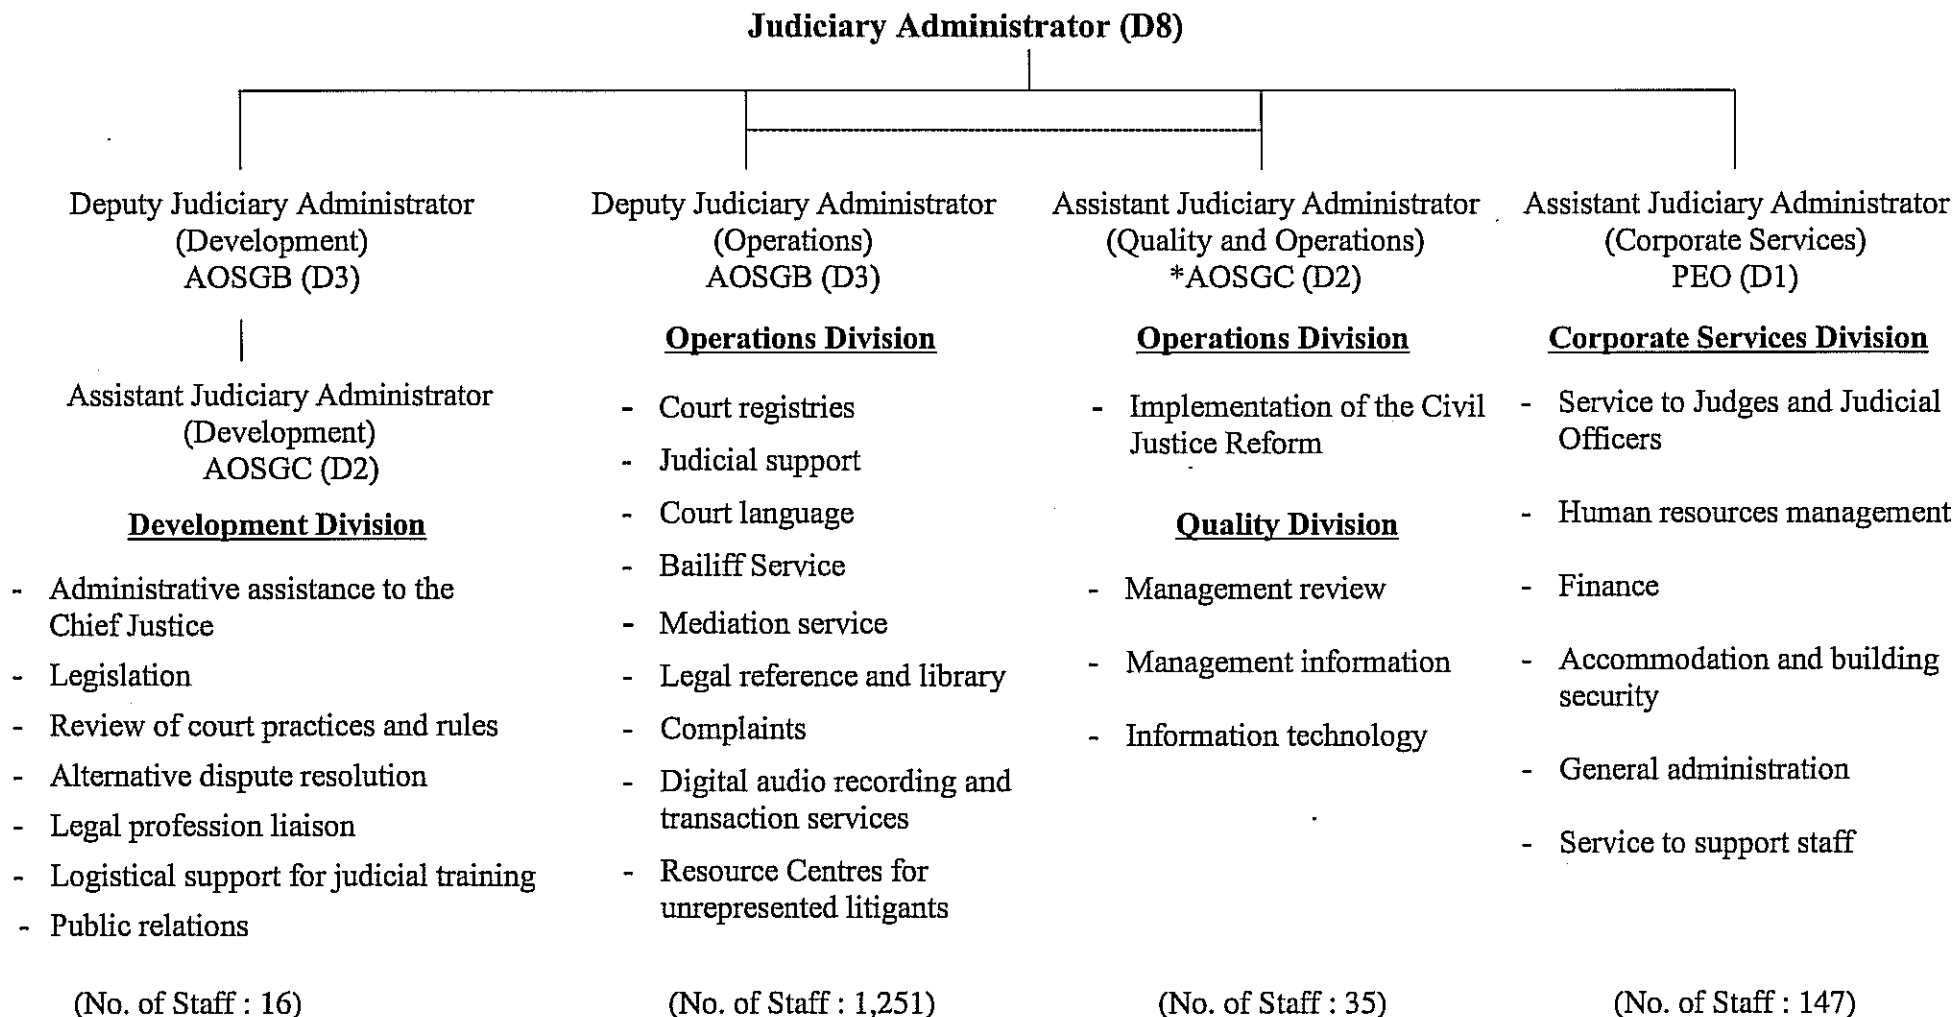 Judiciary Administrator (D8)
Deputy Judiciary Administrator
(Development)
AOSGB (D3)
Assistant Judiciary Administrator
(Development)
AOSGC (D2)
Development Division
- Administrative assistance to the
Chief Justice
- Legislation
- Review of court practices and rules
- Alternative dispute resolution
- Legal profession liaison
- Logistical support for judicial training
- Public relations
(No. of Staff : 16)
Deputy Judiciary Administrator
(Operations)
AOSGB (D3)
Operations Division
- Court registries
- Judicial support
- Court language
- Bailiff Service
- Mediation service
- Legal reference and library
- Complaints
- Digital audio recording and
transaction services
- Resource Centres for
unrepresented litigants
(No. of Staff : 1,251)
Assistant Judiciary Administrator
(Quality and Operations)
*AOSGC (D2)
Operations Division
- Implementation of the Civil
Justice Reform
Quality Division
- Management review
- Management information
- Information technology
(No. of Staff : 35)
Assistant Judiciary Administrator
(Corporate Services)
PEO (D1)
Corporate Services Division
- Service to Judges and Judicial
Officers
- Human resources management
- Finance
- Accommodation and building
security
- General administration
- Service to support staff
(No. of Staff : 147)